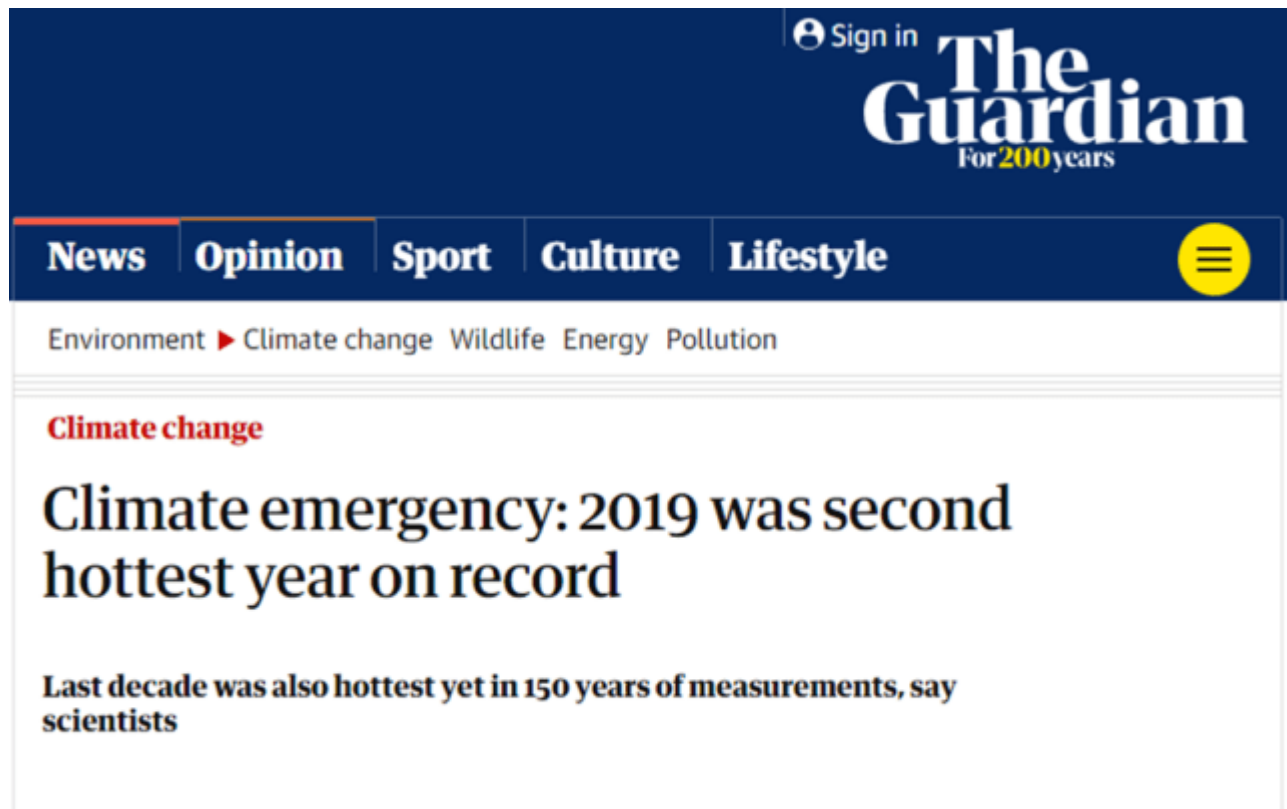 Sign in
The
Guardian
For 200 years
News Opinion Sport Culture Lifestyle
Environment Climate change Wildlife Energy Pollution
Climate change
Climate emergency: 2019 was second
hottest year on record
Last decade was also hottest yet in 150 years of measurements, say
scientists